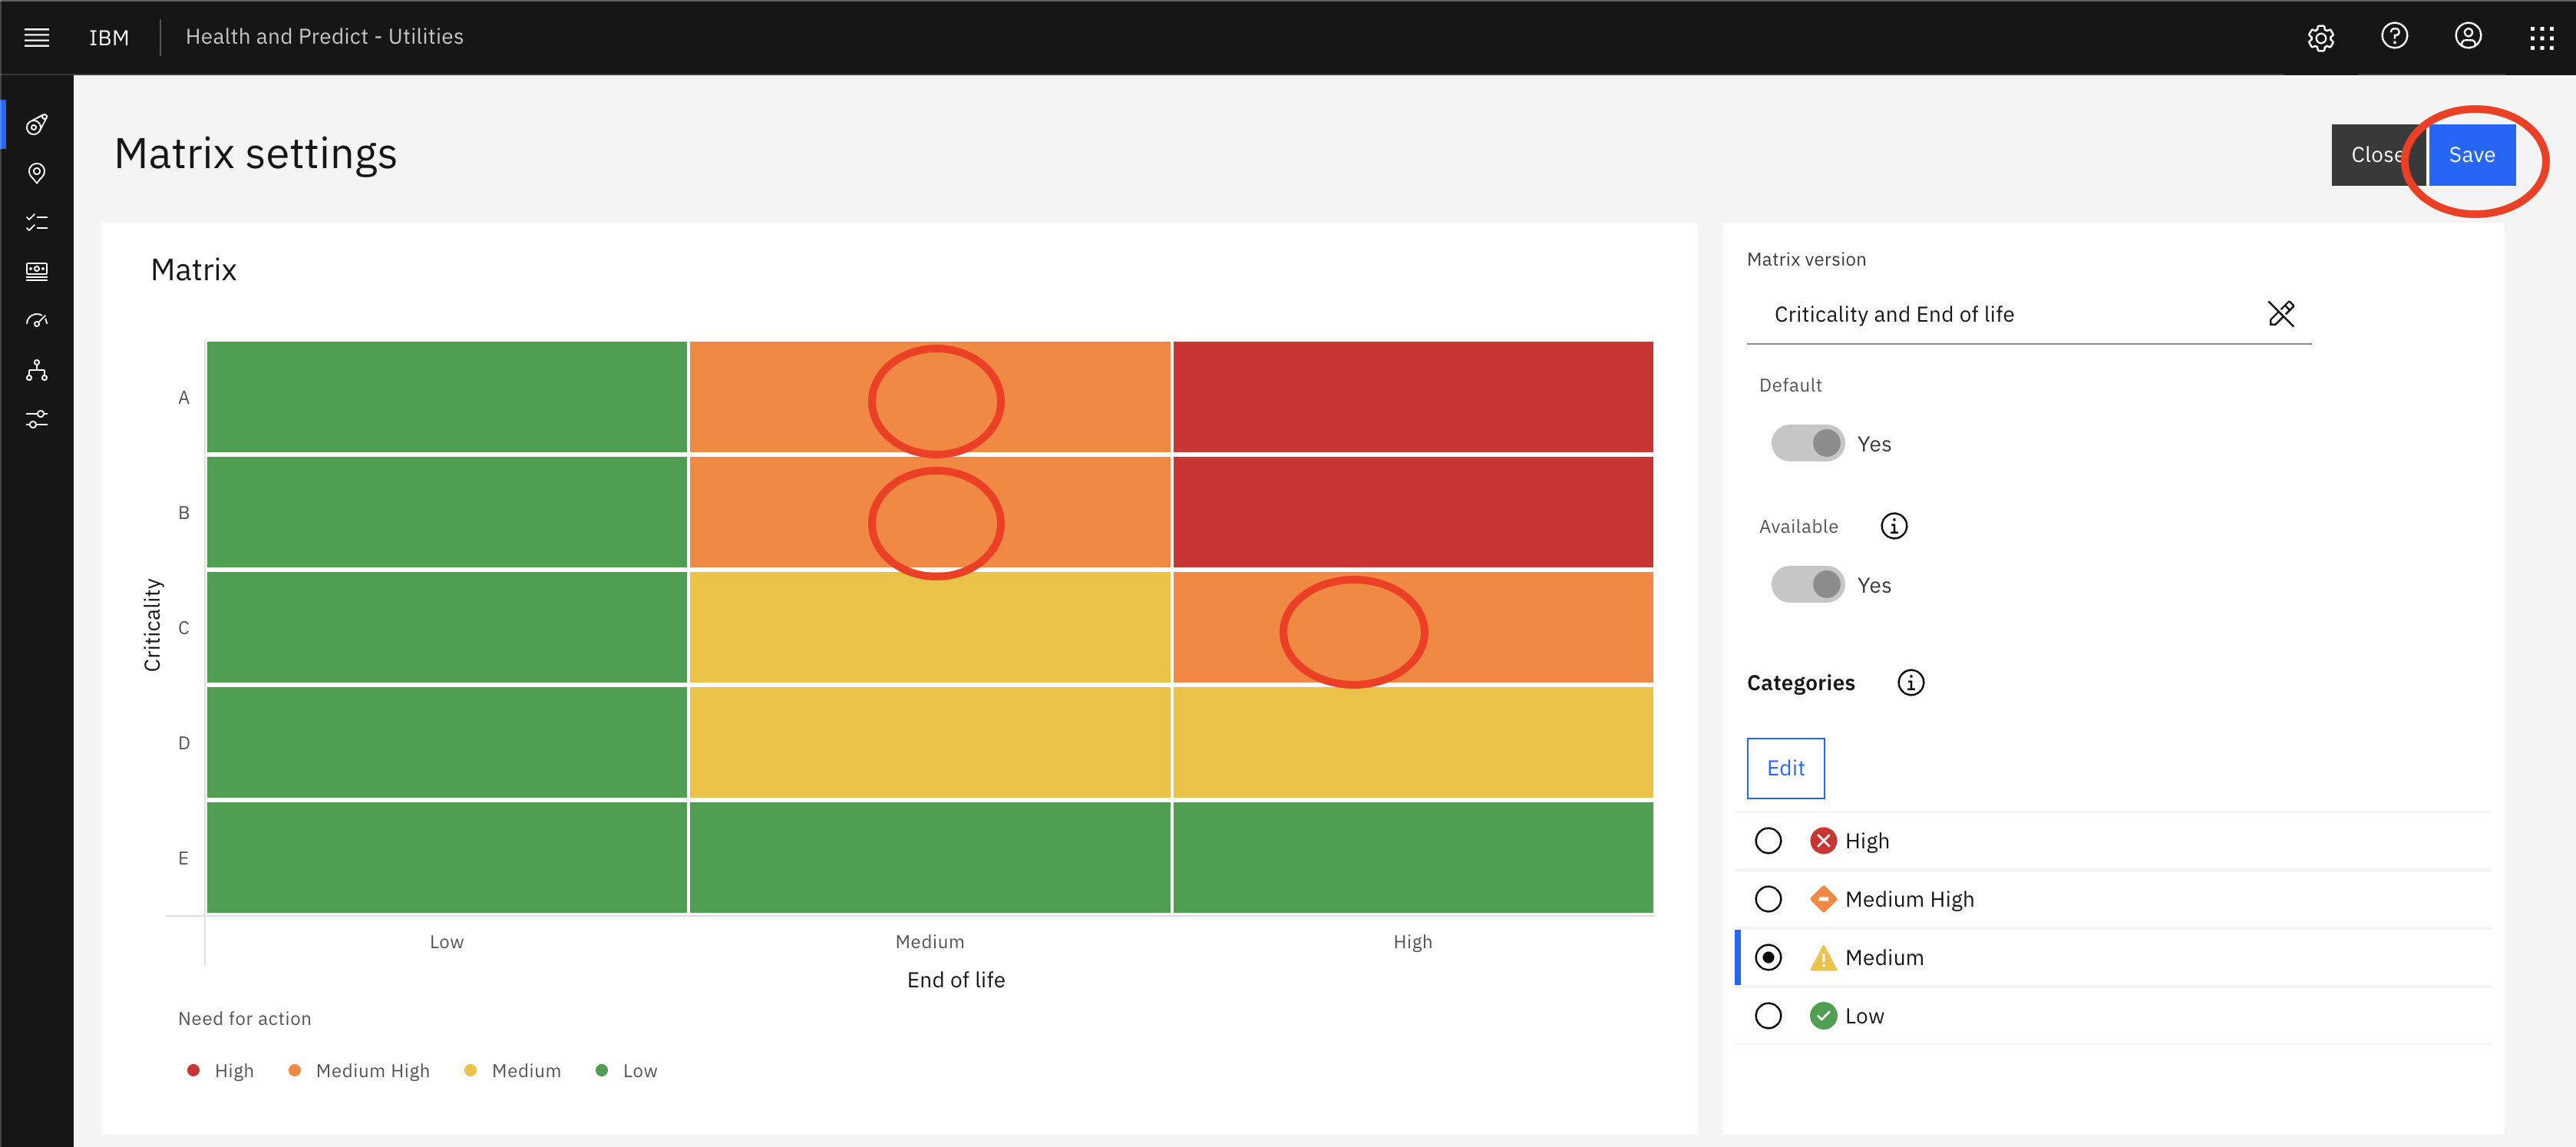 IBM
Health and Predict - Utilities
Matrix settings
Close
Save
Matrix
A
B
C
D
E
Criticality
Low
Medium
High
End of life
Need for action
High
Medium High
Medium
Low
Matrix version
Criticality and End of life
Default
Yes
Available
Yes
Categories
Edit
High
Medium High
Medium
Low